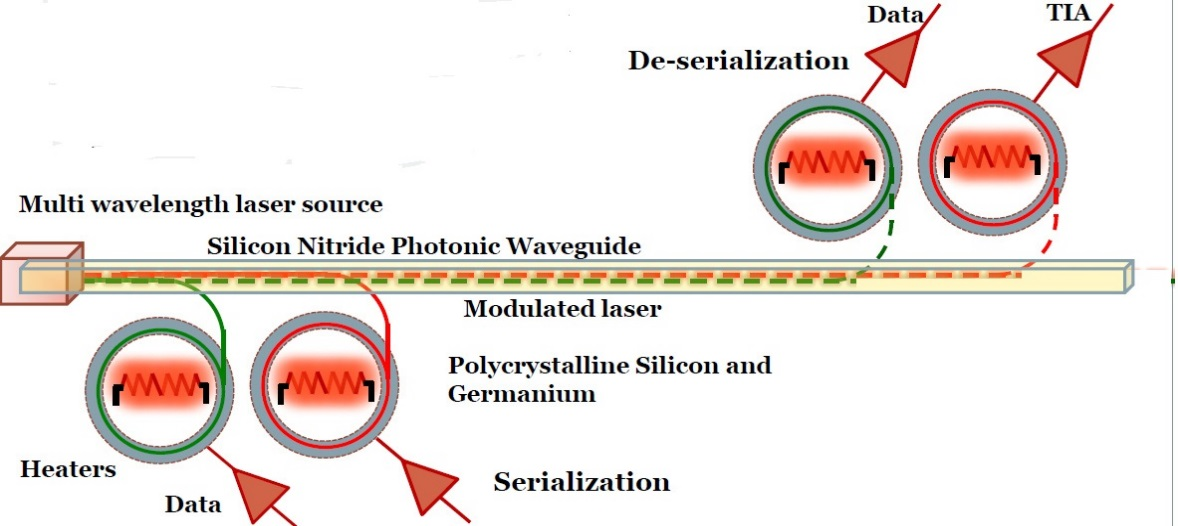 Data
TIA
De-serialization
Multi wavelength laser source
Silicon Nitride Photonic Waveguide
Modulated laser
Polycrystalline Silicon and
Germanium
Heaters
Serialization
Data